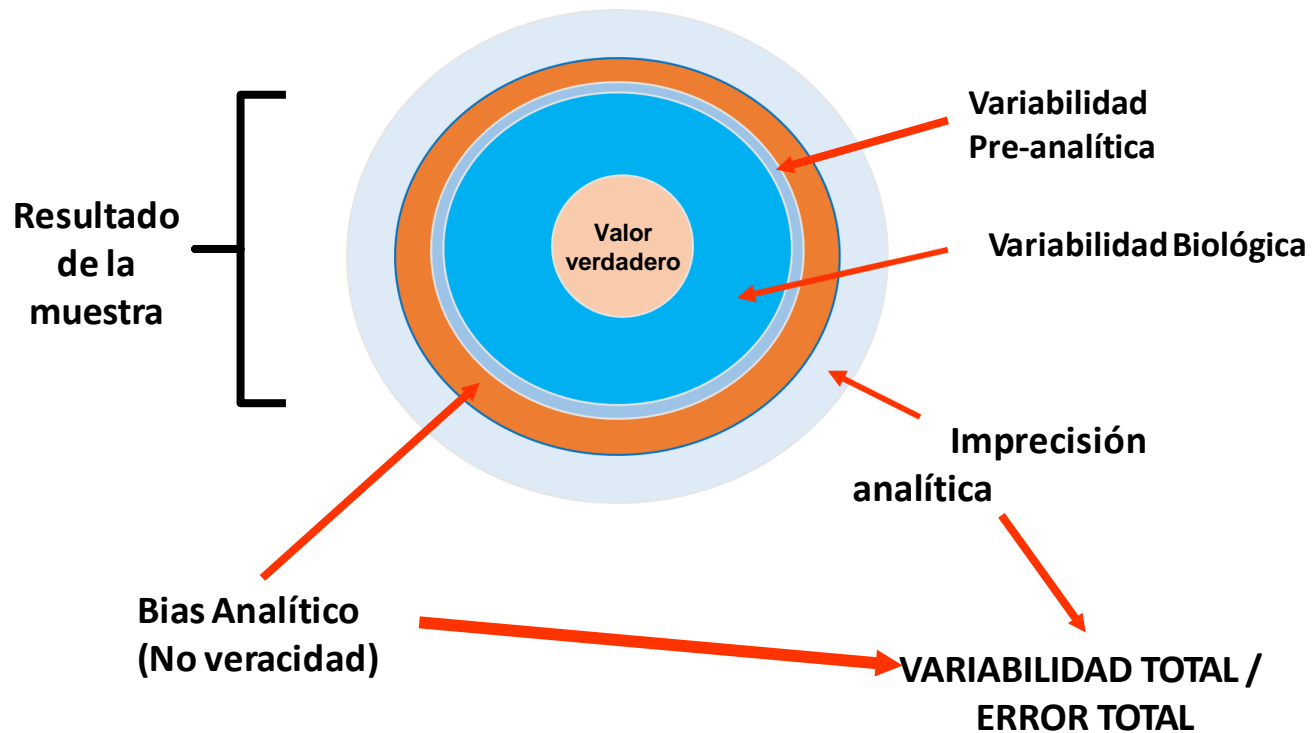 Variabilidad
Pre-analítica
Resultado
de la
muestra
Valor
verdadero
Variabilidad Biológica
Imprecisión
analítica
Bias Analítico
(No veracidad)
VARIABILIDAD TOTAL /
ERROR TOTAL